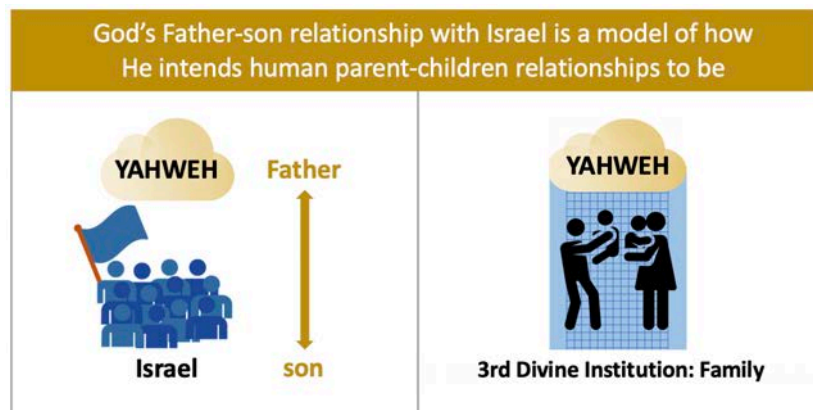 God's Father-son relationship with Israel is a model of how
He intends human parent-children relationships to be
YAHWEH
Father
Israel
son
YAHWEH
3rd Divine Institution: Family